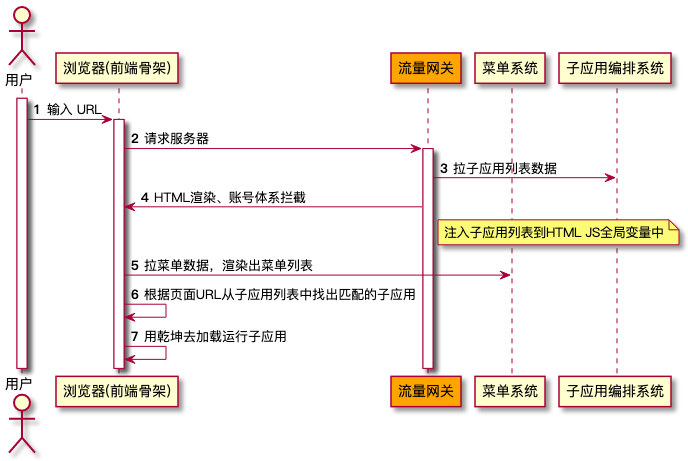 用户
浏览器(前端骨架)
流量网关
菜单系统
子应用编排系统
1 输入 URL
2 请求服务器
3 拉子应用列表数据
4 HTML渲染、账号体系拦截
注入子应用列表到HTML JS全局变量中
5 拉菜单数据，渲染出菜单列表
6 根据页面URL从子应用列表中找出匹配的子应用
7 用乾坤去加载运行子应用
用户
浏览器(前端骨架)
流量网关
菜单系统
子应用编排系统